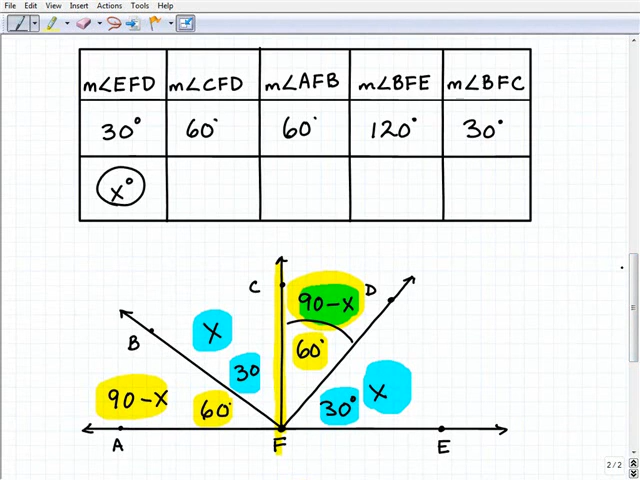 File Edit View Insert Actions Tools Help
m∠EFD m∠CFD m∠AFB m∠BFE m∠BFC
30° 60° 60° 120° 30°
x°
C 90-x D
B x
60°
30
90-x 60° 30° x
A F E
2/2